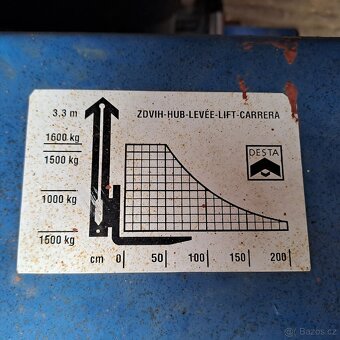 3.3 m
ZDVIH-HUB-LEVÉE-LIFT-CARRERA
1600 kg
1500 kg
DESTA
1000 kg
1500 kg
cm 0 50 100 150 200
Bazos.cz